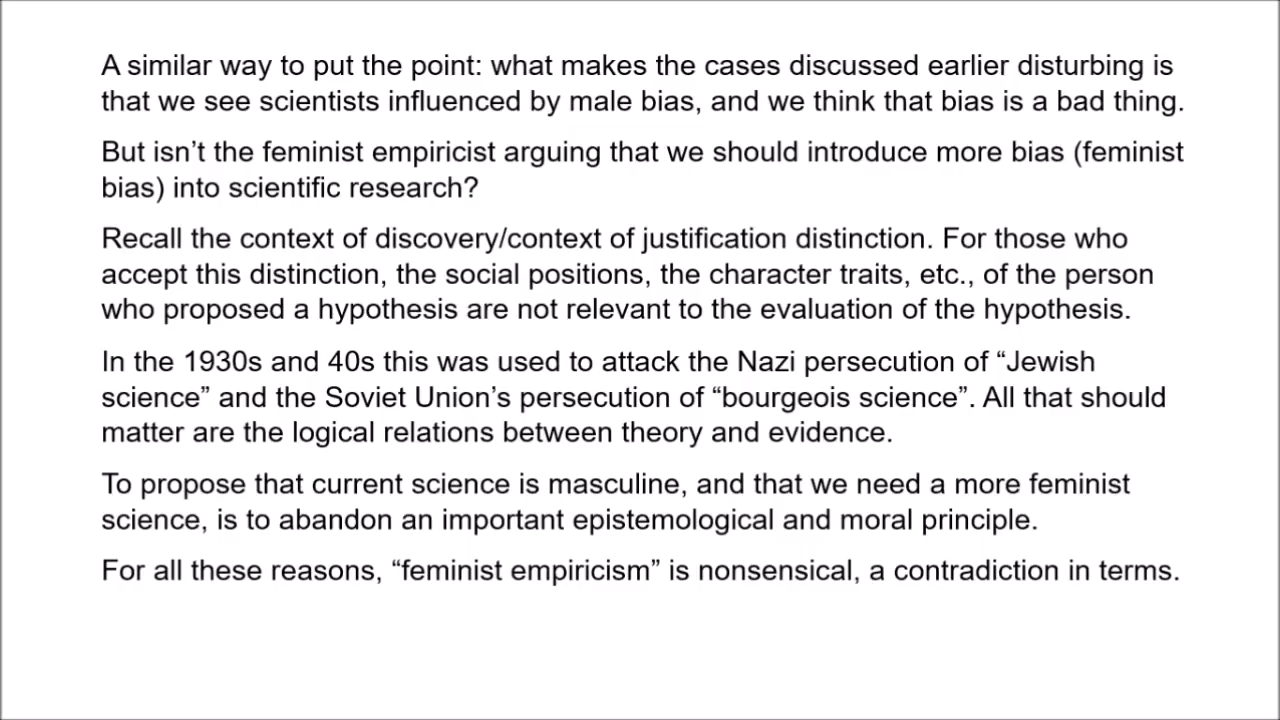 A similar way to put the point: what makes the cases discussed earlier disturbing is
that we see scientists influenced by male bias, and we think that bias is a bad thing.
But isn’t the feminist empiricist arguing that we should introduce more bias (feminist
bias) into scientific research?
Recall the context of discovery/context of justification distinction. For those who
accept this distinction, the social positions, the character traits, etc., of the person
who proposed a hypothesis are not relevant to the evaluation of the hypothesis.
In the 1930s and 40s this was used to attack the Nazi persecution of “Jewish
science” and the Soviet Union’s persecution of “bourgeois science”. All that should
matter are the logical relations between theory and evidence.
To propose that current science is masculine, and that we need a more feminist
science, is to abandon an important epistemological and moral principle.
For all these reasons, “feminist empiricism” is nonsensical, a contradiction in terms.